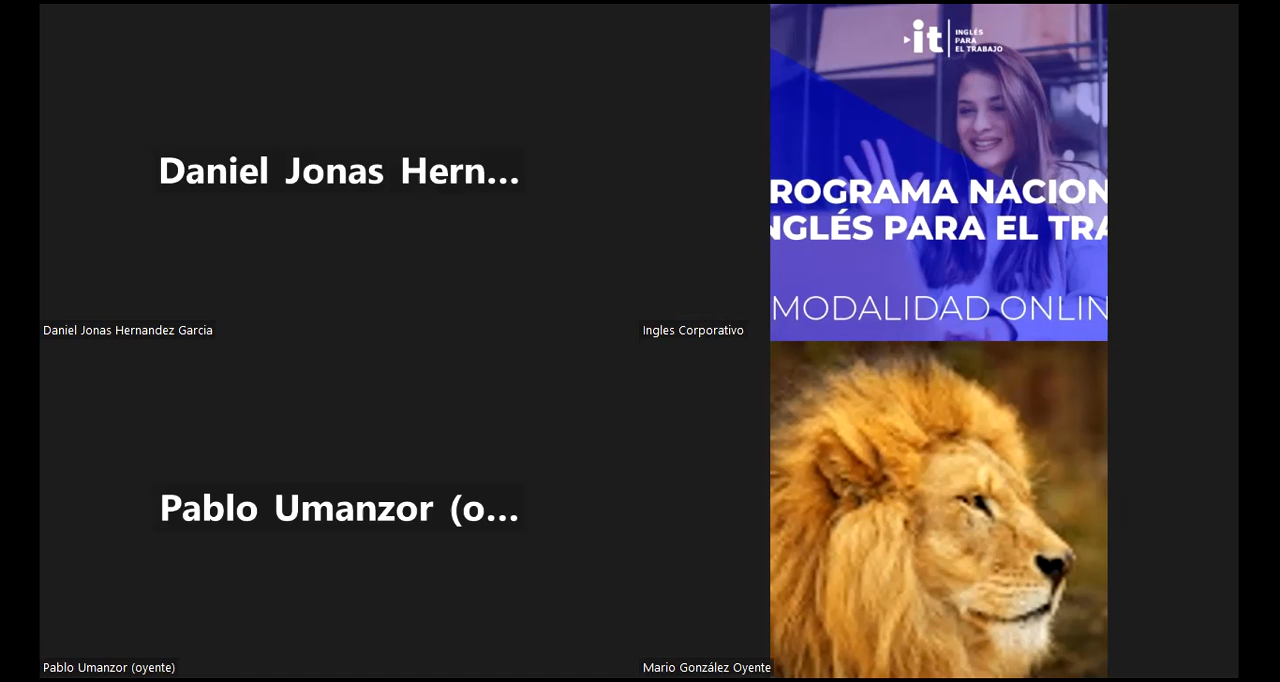 Daniel Jonas Hern...
Daniel Jonas Hernandez Garcia
it
INGLÉS
PARA
EL TRABAJO
ROGRAMA NACION
NGLÉS PARA EL TRA
MODALIDAD ONLIN
Ingles Corporativo
Pablo Umanzor (o...
Pablo Umanzor (oyente)
Mario González Oyente